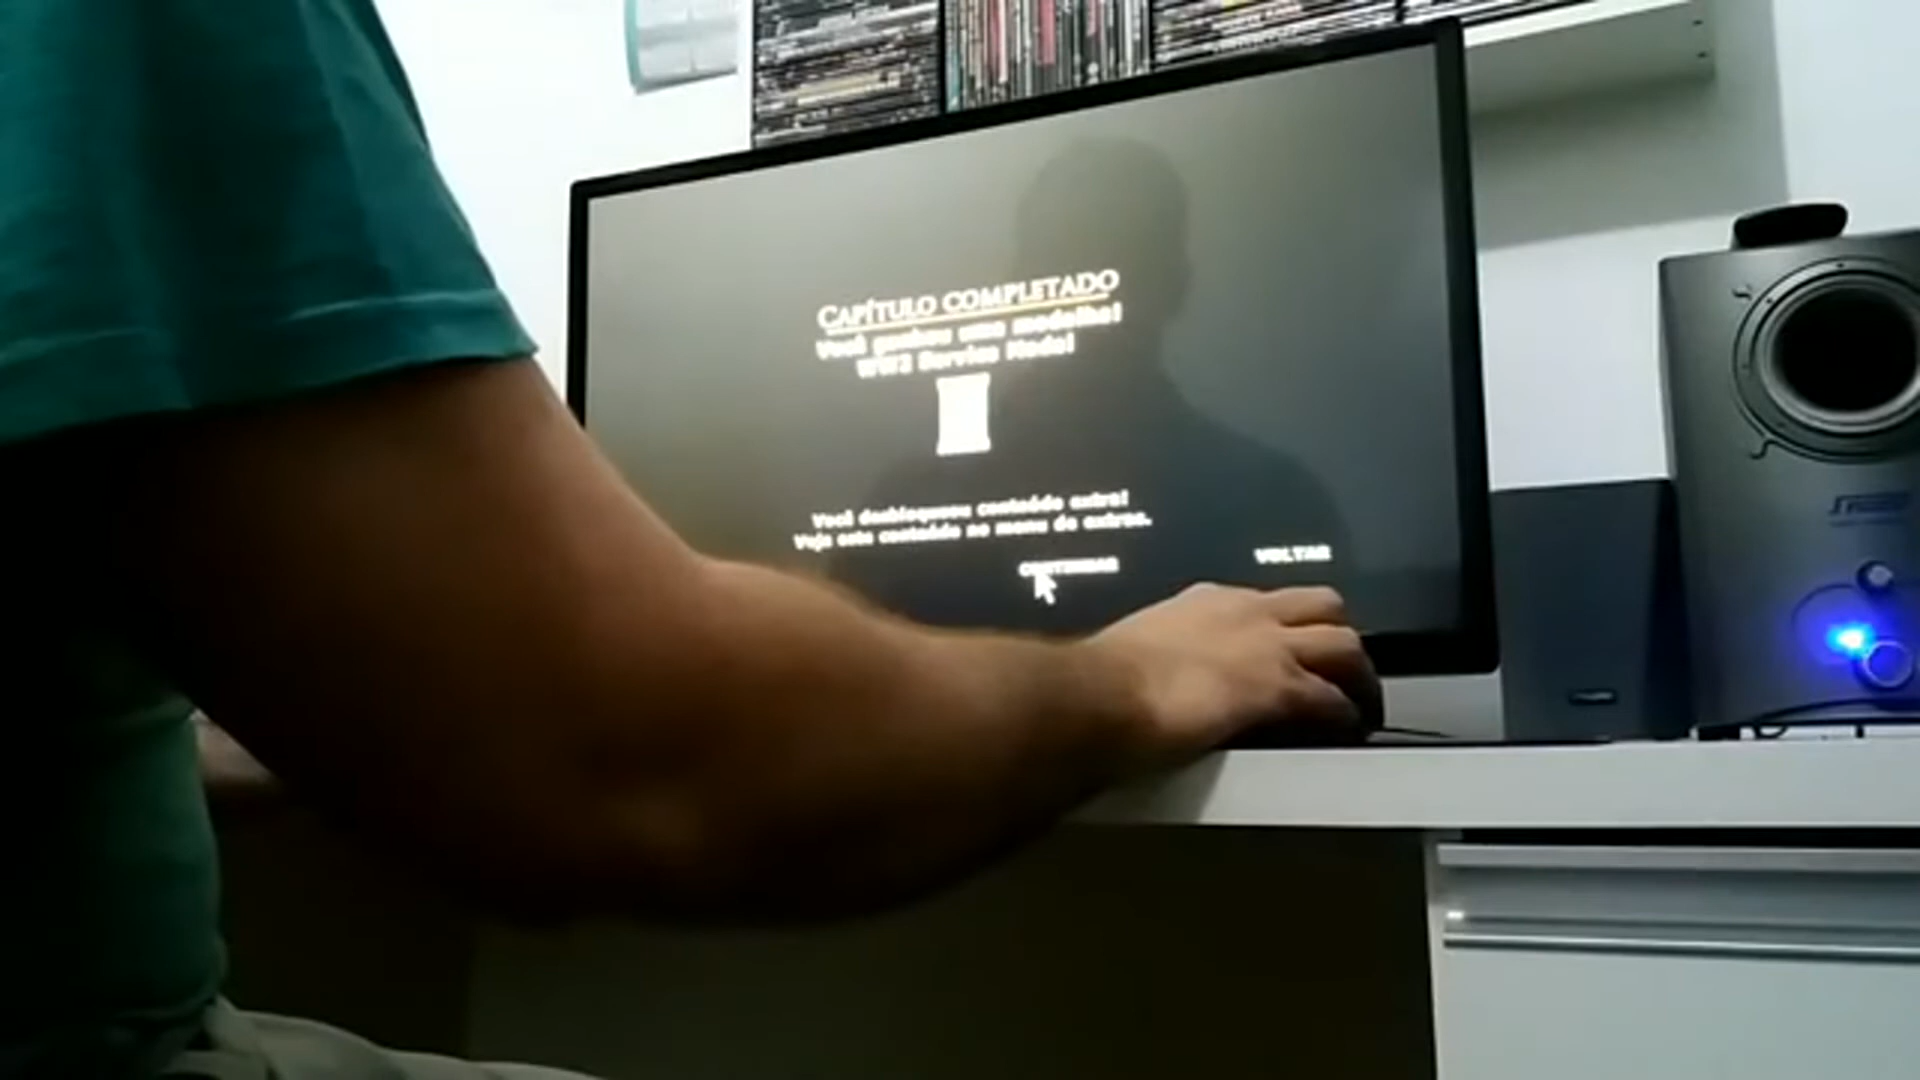 CAPÍTULO COMPLETADO
Você ganhou uma medalha!
WW2 Service Medal
Você desbloqueou conteúdo extra!
Veja este conteúdo no menu de extras.
CONTINUAR
VOLTAR